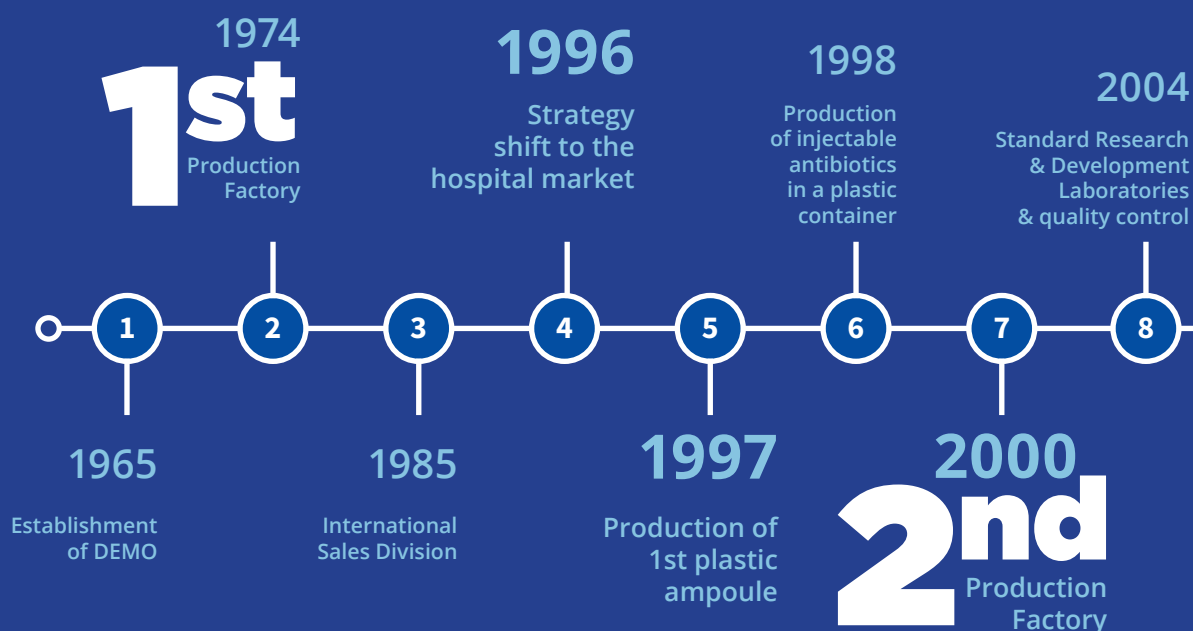 1974
1st
Production
Factory
1996
Strategy
shift to the
hospital market
1998
Production
of injectable
antibiotics
in a plastic
container
2004
Standard Research
& Development
Laboratories
& quality control
1 2 3 4 5 6 7 8
1965
Establishment
of DEMO
1985
International
Sales Division
1997
Production of
1st plastic
ampoule
2000
2nd
Production
Factory